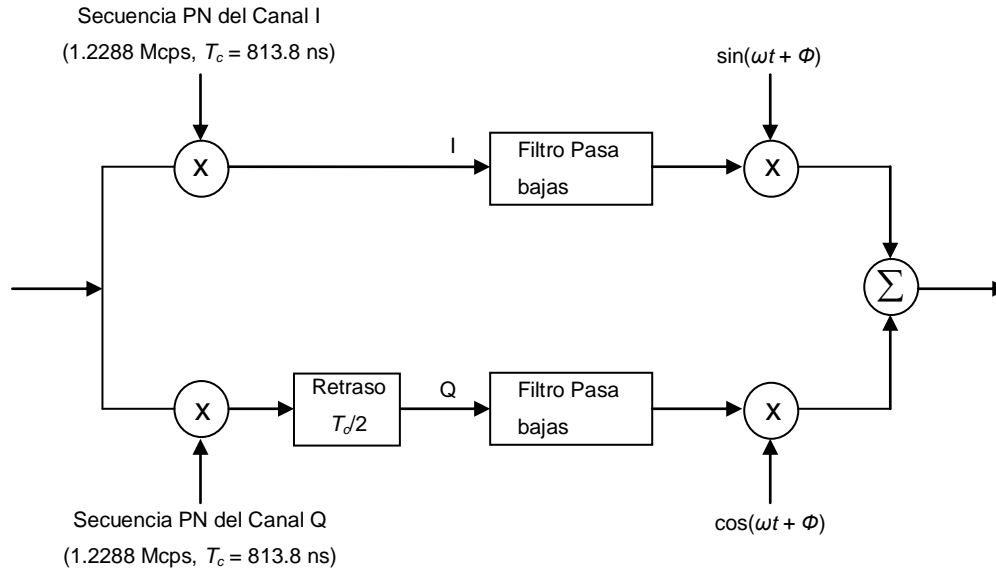 Secuencia PN del Canal I
(1.2288 Mcps, Tc = 813.8 ns)
sin(ωt + Φ)
X
I
Filtro Pasa
bajas
X
Σ
X
Retraso
Tc/2
Q
Filtro Pasa
bajas
X
Secuencia PN del Canal Q
(1.2288 Mcps, Tc = 813.8 ns)
cos(ωt + Φ)